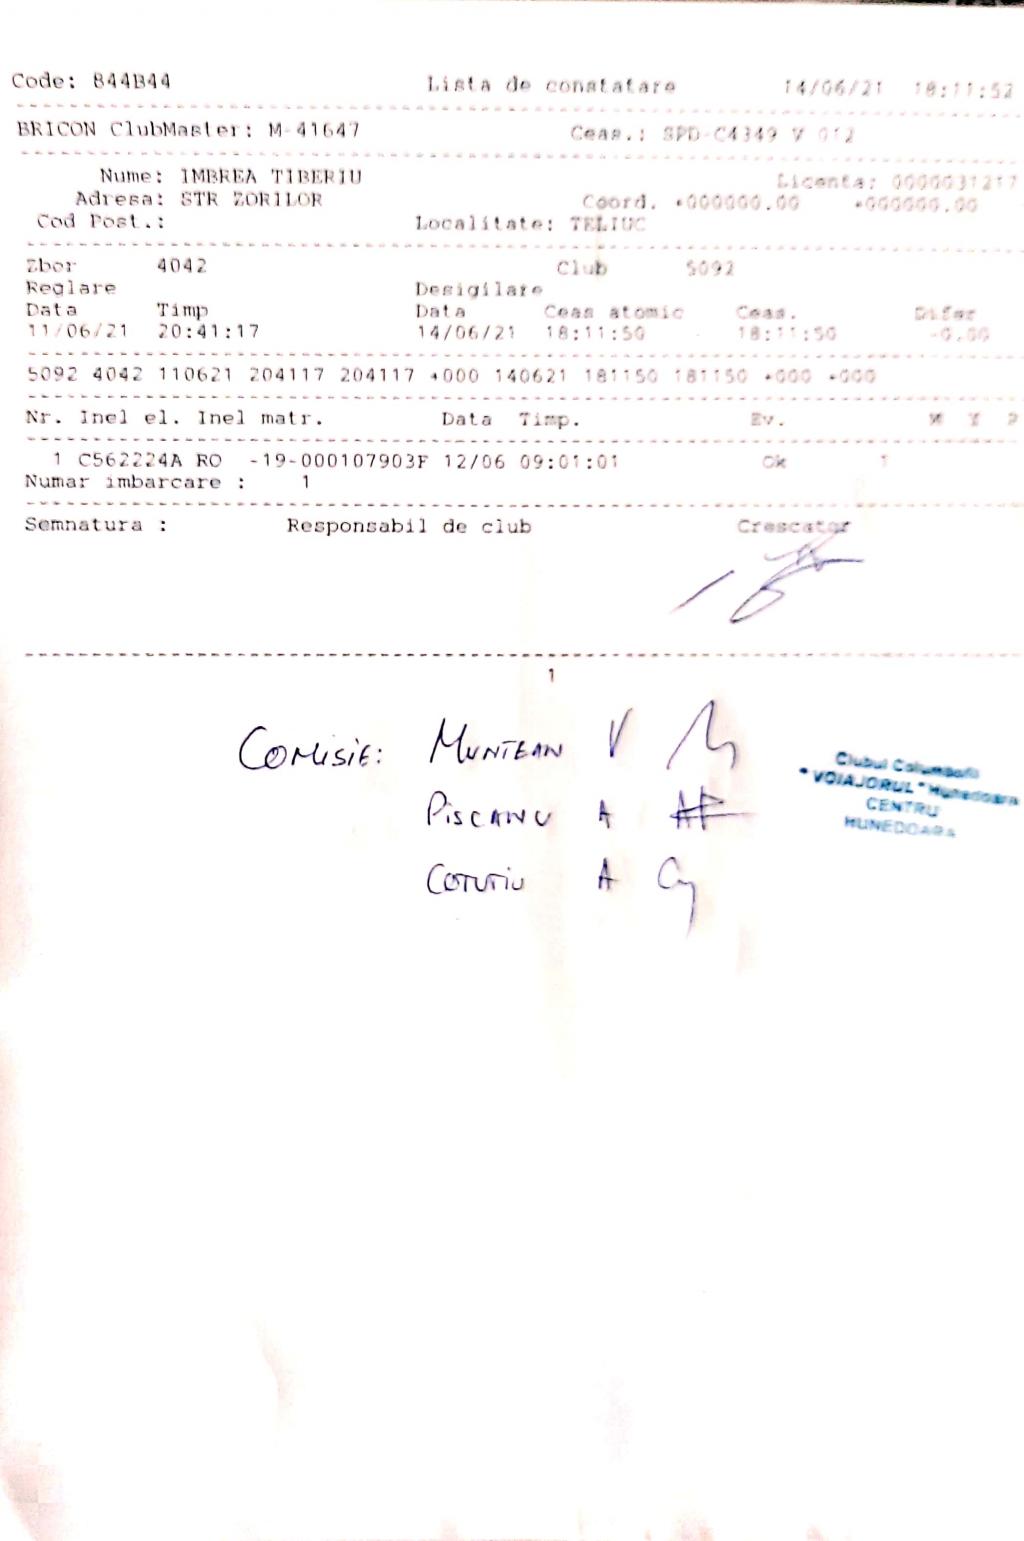 Code: 844B44 Lista de constatare 14/06/21 18:11:52
BRICON ClubMaster: M-41647 Ceas.: SPD-C4349 V 012
Nume: IMBREA TIBERIU Licenta: 0000031217
Adresa: STR ZORILOR Coord. +000000.00 +000000.00
Cod Post.: Localitate: TELIUC
Zbor 4042 Club 5092
Reglare Desigilare
Data Timp Data Ceas atomic Ceas. Difer
11/06/21 20:41:17 14/06/21 18:11:50 18:11:50 -0.00
5092 4042 110621 204117 204117 +000 140621 181150 181150 +000 +000
Nr. Inel el. Inel matr. Data Timp. Ev. M Y P
1 C562224A RO -19-000107903F 12/06 09:01:01 Ok 1
Numar imbarcare : 1
Semnatura : Responsabil de club Crescator
1
COMISIE: MUNTEAN V
PISCANU A
COTUTIU A
Clubul Columbofil
"VOIAJORUL" Hunedoara
CENTRU
HUNEDOARA